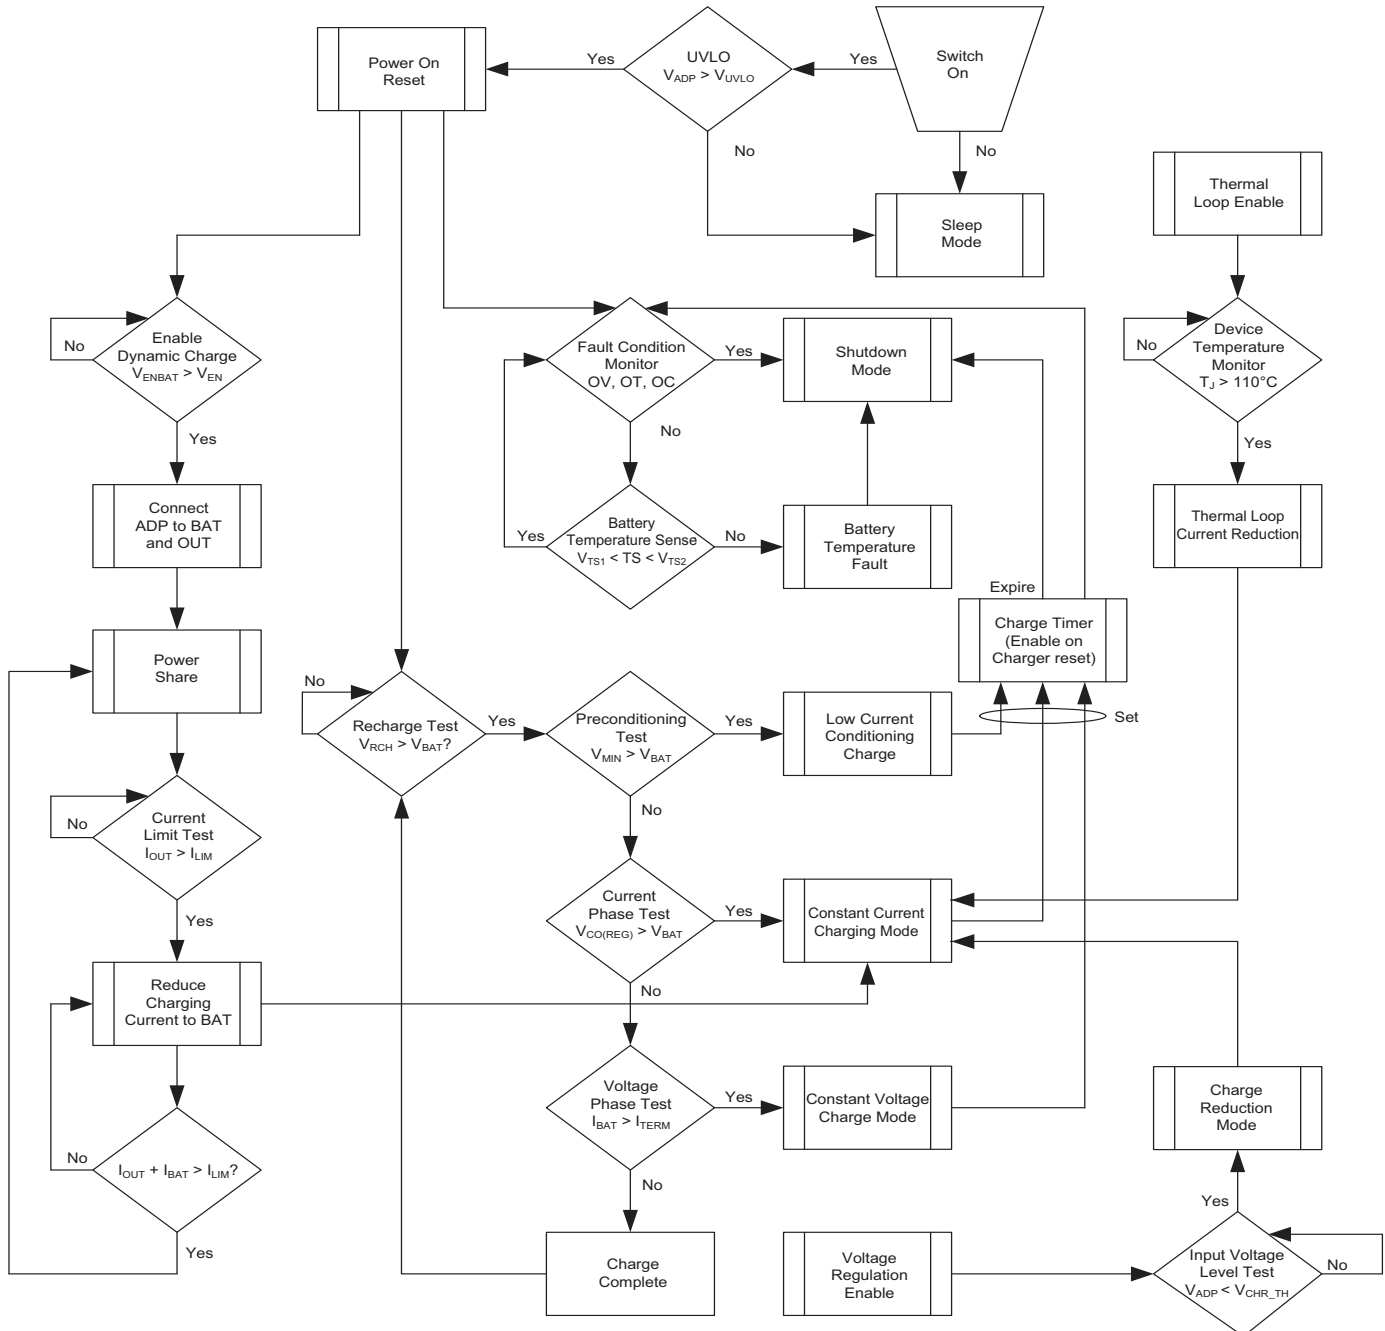 Power On
Reset
Yes
UVLO
V_ADP > V_UVLO
Yes
Switch
On
No
No
Sleep
Mode
Thermal
Loop Enable
Enable
Dynamic Charge
V_ENBAT > V_EN
No
Yes
Fault Condition
Monitor
OV, OT, OC
Yes
No
Shutdown
Mode
Device
Temperature
Monitor
T_J > 110°C
No
Yes
Connect
ADP to BAT
and OUT
Yes
Battery
Temperature Sense
V_TS1 < TS < V_TS2
No
Battery
Temperature
Fault
Thermal Loop
Current Reduction
Expire
Charge Timer
(Enable on
Charger reset)
Set
Power
Share
No
Recharge Test
V_RCH > V_BAT?
Yes
Preconditioning
Test
V_MIN > V_BAT
Yes
No
Low Current
Conditioning
Charge
Current
Limit Test
I_OUT > I_LIM
No
Yes
Current
Phase Test
V_CO(REG) > V_BAT
Yes
No
Constant Current
Charging Mode
Reduce
Charging
Current to BAT
Voltage
Phase Test
I_BAT > I_TERM
Yes
No
Constant Voltage
Charge Mode
Charge
Reduction
Mode
No
I_OUT + I_BAT > I_LIM?
Yes
Charge
Complete
Voltage
Regulation
Enable
Yes
Input Voltage
Level Test
V_ADP < V_CHR_TH
No